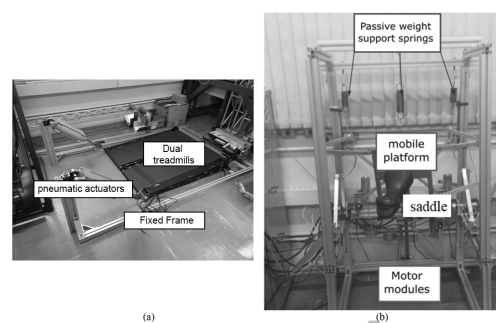 Dual
treadmills
pneumatic actuators
Fixed Frame
(a)
Passive weight
support springs
mobile
platform
saddle
Motor
modules
(b)